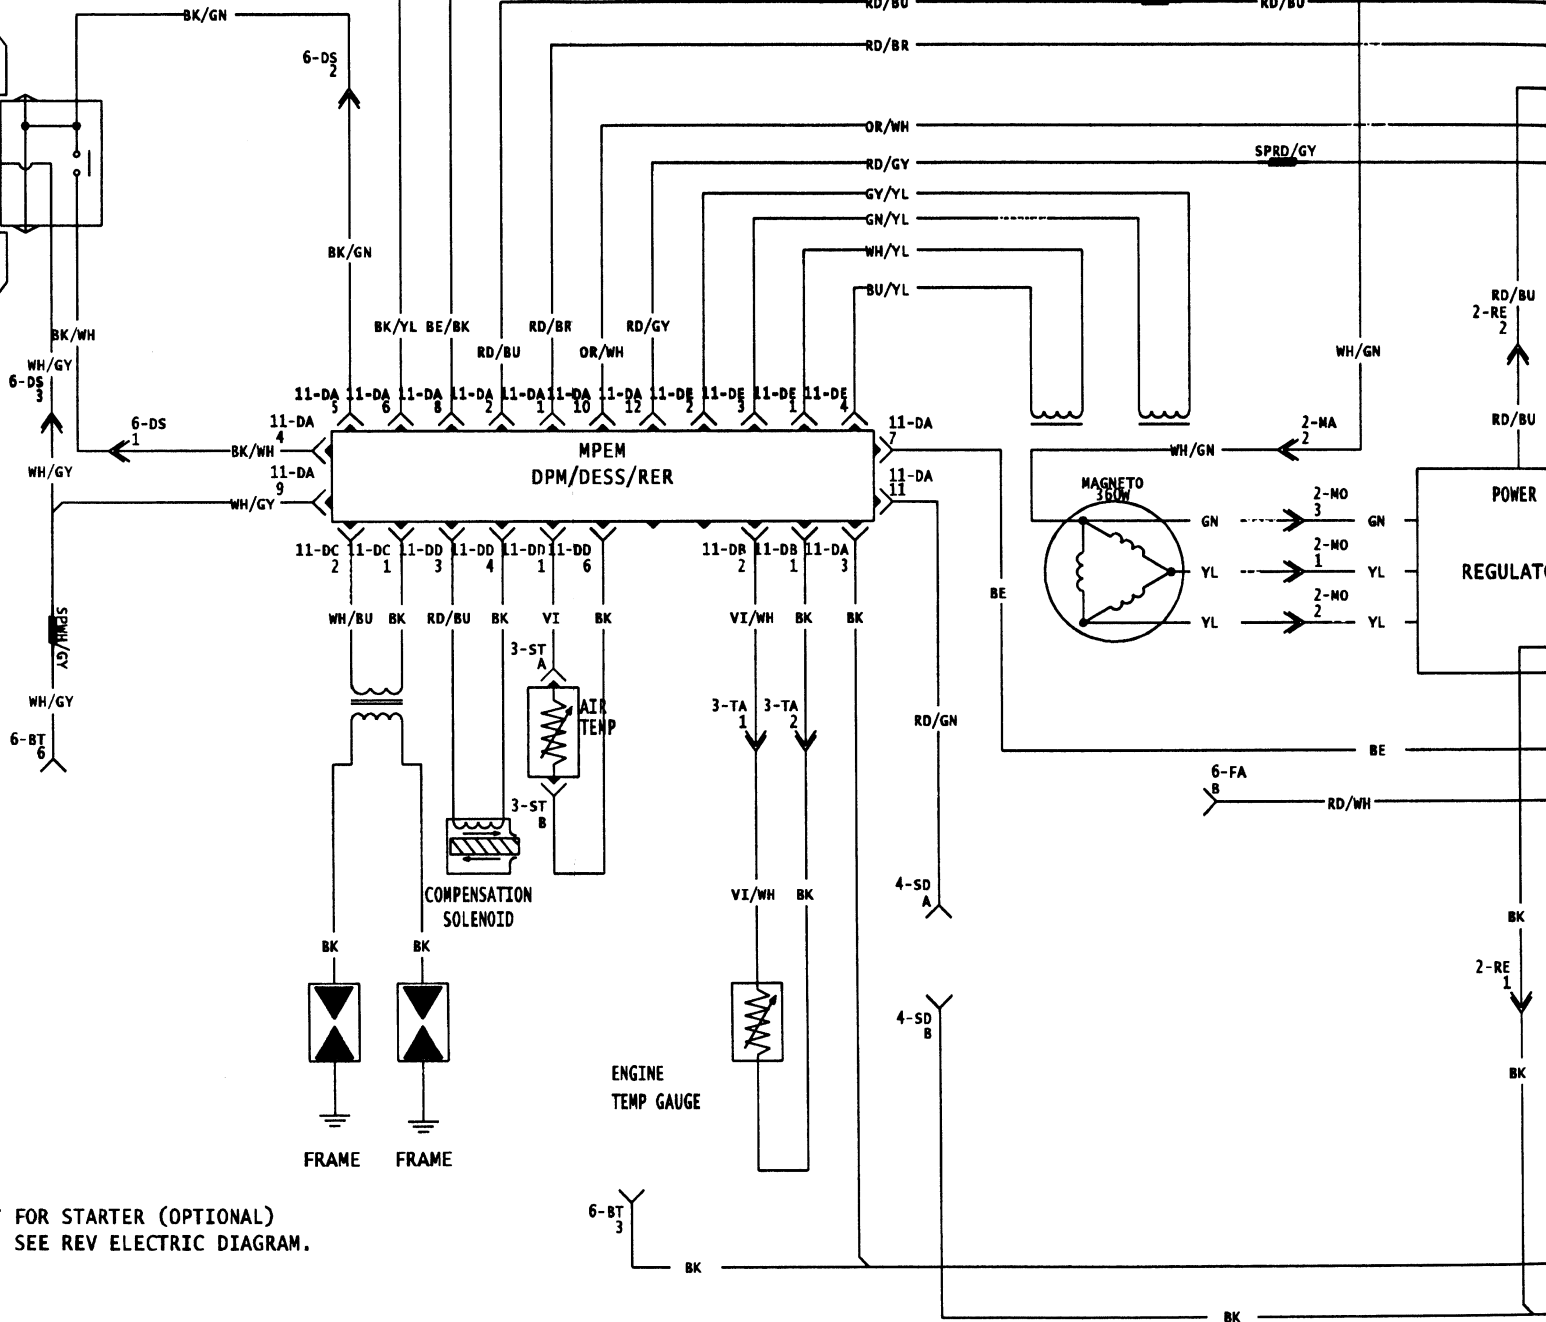 RD/BU
RD/BU
BK/GN
RD/BR
6-DS
2
OR/WH
SPRD/GY
RD/GY
GY/YL
GN/YL
BK/GN
WH/YL
BU/YL
RD/BU
2-RE
2
BK/YL
BE/BK
RD/BR
RD/GY
BK/WH
RD/BU
OR/WH
WH/GN
WH/GY
6-DS
3
11-DA
5
11-DA
6
11-DA
8
11-DA
2
11-DA
1
11-DA
10
11-DA
12
11-DE
2
11-DE
3
11-DE
1
11-DE
4
RD/BU
6-DS
1
11-DA
4
11-DA
7
2-MA
2
BK/WH
MPEM
DPM/DESS/RER
WH/GN
WH/GY
11-DA
9
11-DA
11
WH/GY
MAGNETO
360W
2-MO
3
POWER
GN
GN
2-MO
1
YL
YL
REGULATO
2-MO
2
YL
YL
11-DC
2
11-DC
1
11-DD
3
11-DD
4
11-DD
1
11-DD
6
11-DB
2
11-DB
1
11-DA
3
BE
WH/BU
BK
RD/BU
BK
VI
BK
VI/WH
BK
BK
SPWH/GY
3-ST
A
WH/GY
AIR
TEMP
3-TA
1
3-TA
2
RD/GN
6-BT
6
BE
6-FA
B
RD/WH
3-ST
B
COMPENSATION
SOLENOID
VI/WH
BK
4-SD
A
BK
BK
BK
2-RE
1
4-SD
B
ENGINE
TEMP GAUGE
BK
FRAME
FRAME
FOR STARTER (OPTIONAL)
SEE REV ELECTRIC DIAGRAM.
6-BT
3
BK
BK